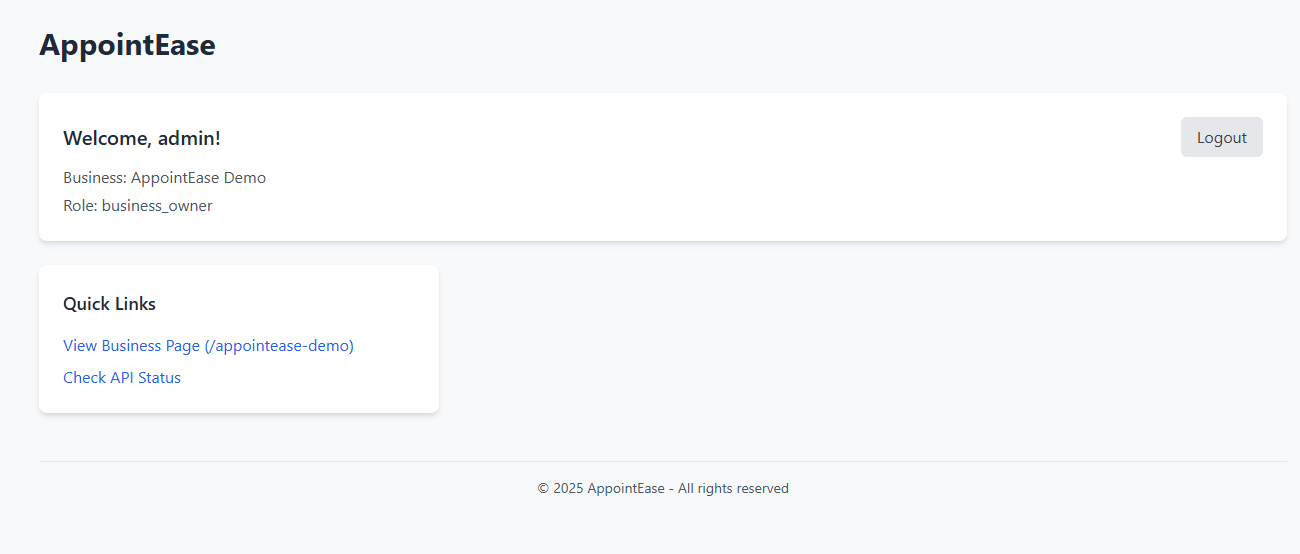 AppointEase
Welcome, admin!
Logout
Business: AppointEase Demo
Role: business_owner
Quick Links
View Business Page (/appointease-demo)
Check API Status
© 2025 AppointEase - All rights reserved